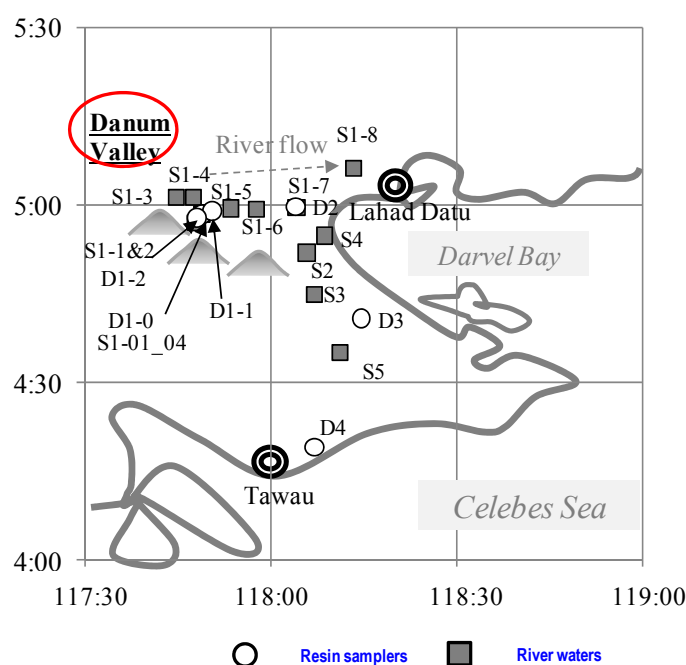 5:30
Danum
Valley
River flow
S1-8
S1-4
S1-3
S1-5
S1-7
5:00
D2
Lahad Datu
S1-6
S4
S1-1&2
S2
Darvel Bay
D1-2
S3
D1-0
D1-1
D3
S1-01_04
S5
4:30
D4
Tawau
Celebes Sea
4:00
117:30
118:00
118:30
119:00
Resin samplers
River waters